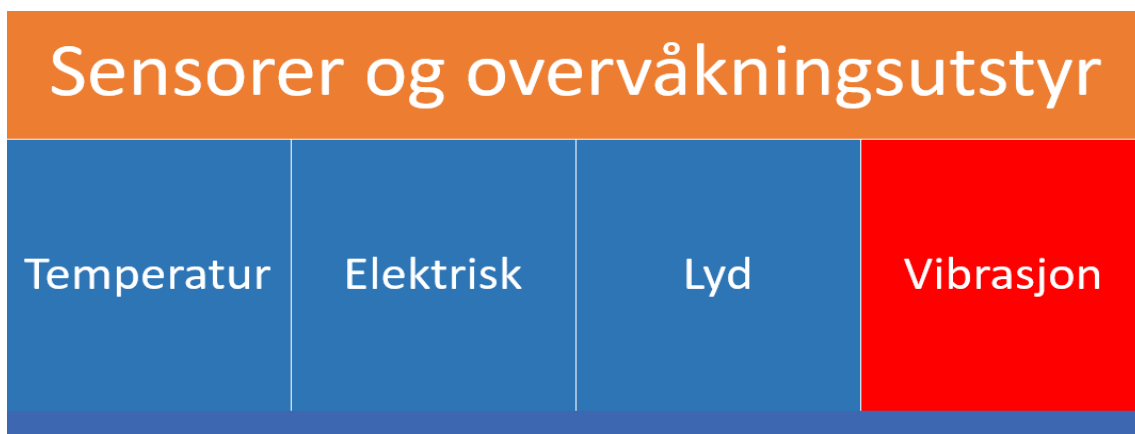 Sensorer og overvåkningsutstyr
Temperatur
Elektrisk
Lyd
Vibrasjon